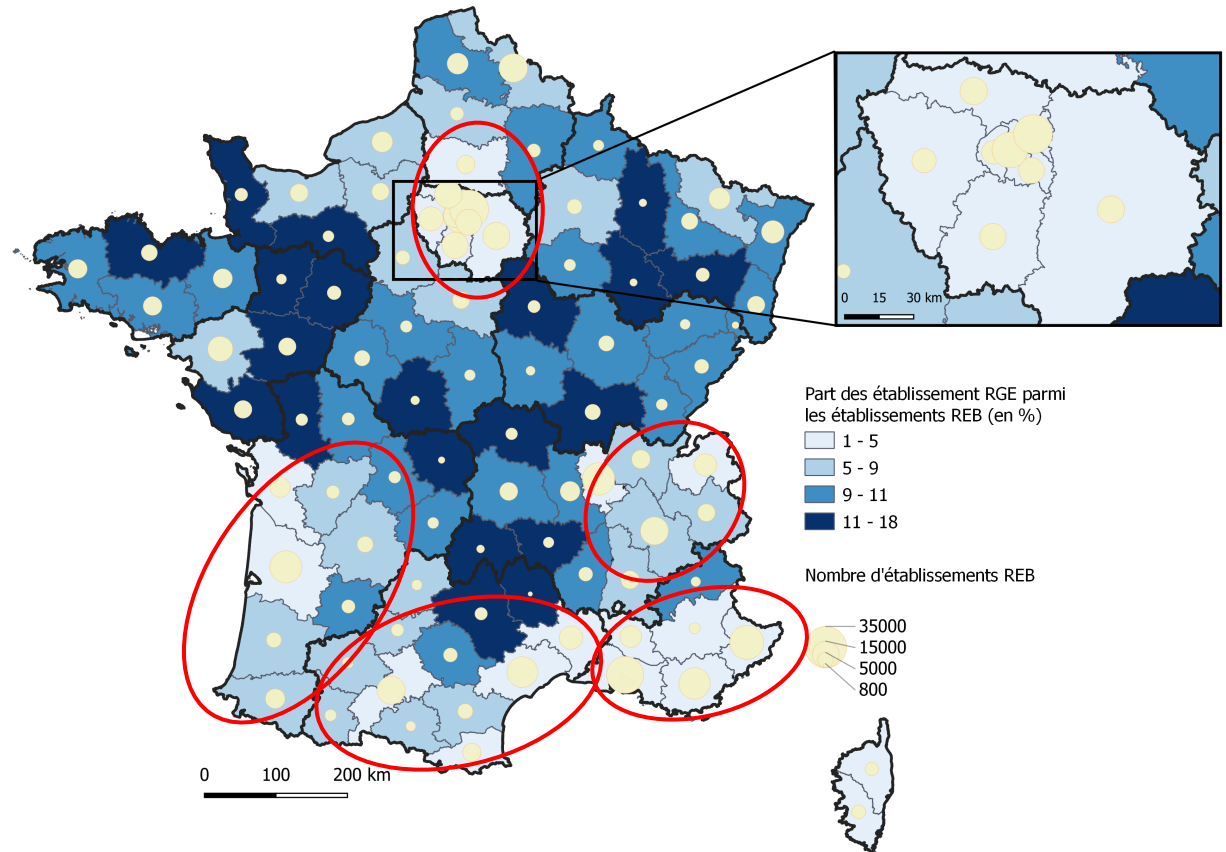 0 15 30 km
Part des établissement RGE parmi
les établissements REB (en %)
1 - 5
5 - 9
9 - 11
11 - 18
Nombre d'établissements REB
35000
15000
5000
800
0 100 200 km